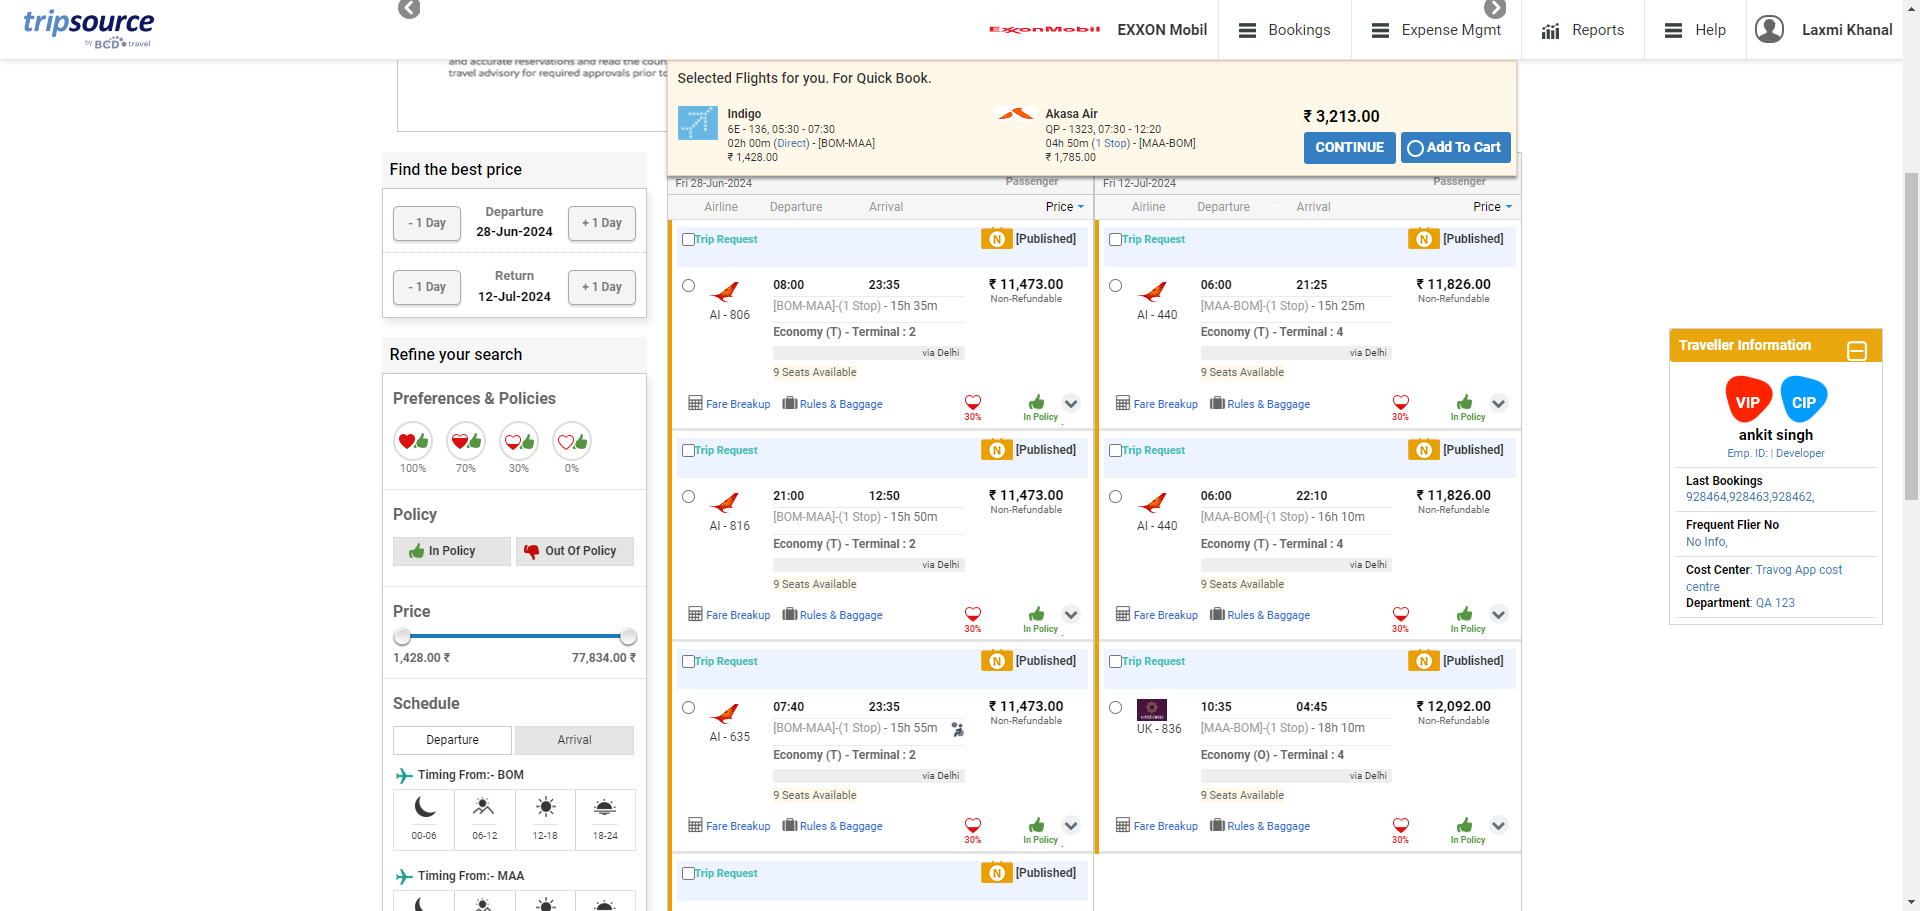 tripsource
by BCD travel
ExxonMobil
EXXON Mobil
Bookings
Expense Mgmt
Reports
Help
Laxmi Khanal
and accurate reservations and read the coun
travel advisory for required approvals prior to
Selected Flights for you. For Quick Book.
Indigo
6E - 136, 05:30 - 07:30
02h 00m (Direct) - [BOM-MAA]
₹ 1,428.00
Akasa Air
QP - 1323, 07:30 - 12:20
04h 50m (1 Stop) - [MAA-BOM]
₹ 1,785.00
₹ 3,213.00
CONTINUE
Add To Cart
Find the best price
- 1 Day
Departure
28-Jun-2024
+ 1 Day
- 1 Day
Return
12-Jul-2024
+ 1 Day
Refine your search
Preferences & Policies
100%
70%
30%
0%
Policy
In Policy
Out Of Policy
Price
1,428.00 ₹
77,834.00 ₹
Schedule
Departure
Arrival
Timing From:- BOM
00-06
06-12
12-18
18-24
Timing From:- MAA
Fri 28-Jun-2024
Passenger
Airline
Departure
Arrival
Price
Trip Request
N
[Published]
08:00
23:35
₹ 11,473.00
[BOM-MAA]-(1 Stop) - 15h 35m
Non-Refundable
AI - 806
Economy (T) - Terminal : 2
via Delhi
9 Seats Available
Fare Breakup
Rules & Baggage
30%
In Policy
Trip Request
N
[Published]
21:00
12:50
₹ 11,473.00
[BOM-MAA]-(1 Stop) - 15h 50m
Non-Refundable
AI - 816
Economy (T) - Terminal : 2
via Delhi
9 Seats Available
Fare Breakup
Rules & Baggage
30%
In Policy
Trip Request
N
[Published]
07:40
23:35
₹ 11,473.00
[BOM-MAA]-(1 Stop) - 15h 55m
Non-Refundable
AI - 635
Economy (T) - Terminal : 2
via Delhi
9 Seats Available
Fare Breakup
Rules & Baggage
30%
In Policy
Trip Request
N
[Published]
Fri 12-Jul-2024
Passenger
Airline
Departure
Arrival
Price
Trip Request
N
[Published]
06:00
21:25
₹ 11,826.00
[MAA-BOM]-(1 Stop) - 15h 25m
Non-Refundable
AI - 440
Economy (T) - Terminal : 4
via Delhi
9 Seats Available
Fare Breakup
Rules & Baggage
30%
In Policy
Trip Request
N
[Published]
06:00
22:10
₹ 11,826.00
[MAA-BOM]-(1 Stop) - 16h 10m
Non-Refundable
AI - 440
Economy (T) - Terminal : 4
via Delhi
9 Seats Available
Fare Breakup
Rules & Baggage
30%
In Policy
Trip Request
N
[Published]
10:35
04:45
₹ 12,092.00
[MAA-BOM]-(1 Stop) - 18h 10m
Non-Refundable
UK - 836
Economy (O) - Terminal : 4
via Delhi
9 Seats Available
Fare Breakup
Rules & Baggage
30%
In Policy
Traveller Information
VIP
CIP
ankit singh
Emp. ID: | Developer
Last Bookings
928464,928463,928462,
Frequent Flier No
No Info,
Cost Center: Travog App cost
centre
Department: QA 123